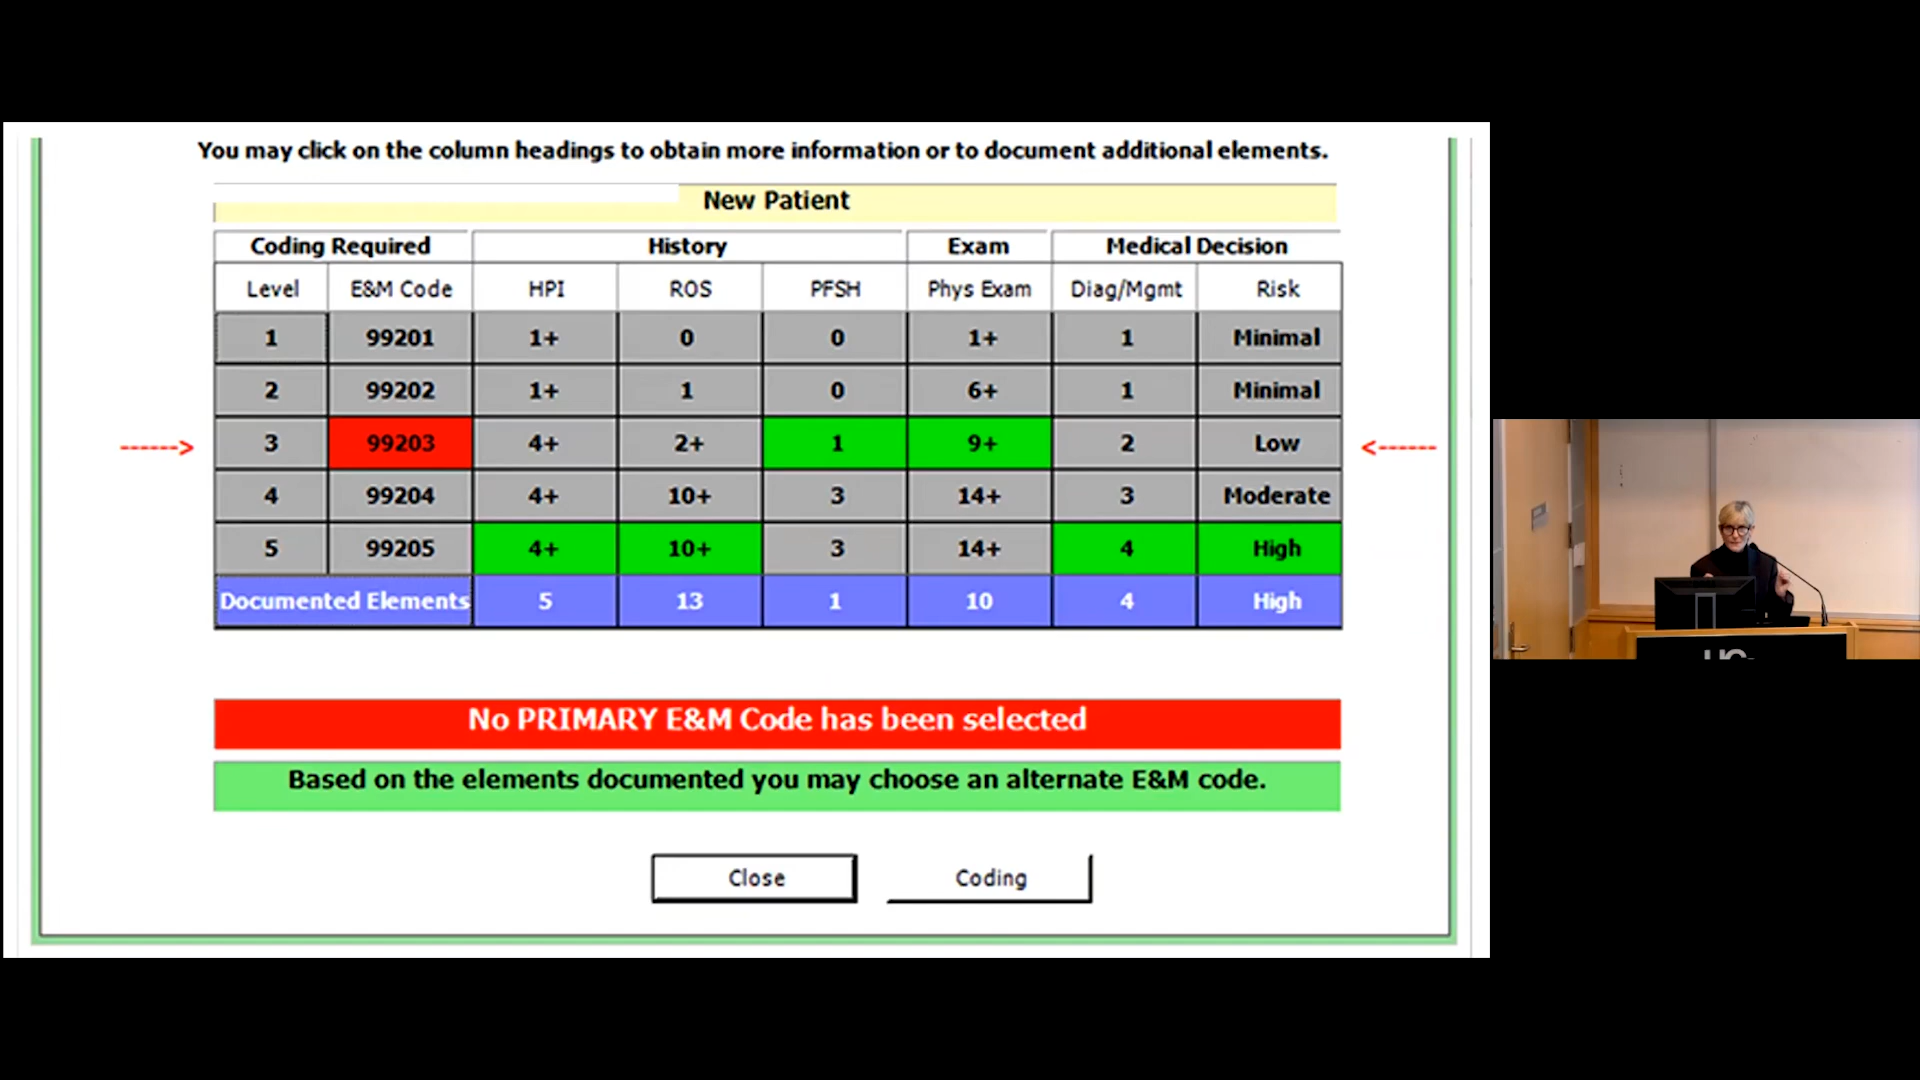 You may click on the column headings to obtain more information or to document additional elements.
New Patient
Coding Required History Exam Medical Decision
Level E&M Code HPI ROS PFSH Phys Exam Diag/Mgmt Risk
1 99201 1+ 0 0 1+ 1 Minimal
2 99202 1+ 1 0 6+ 1 Minimal
------> 3 99203 4+ 2+ 1 9+ 2 Low <------
4 99204 4+ 10+ 3 14+ 3 Moderate
5 99205 4+ 10+ 3 14+ 4 High
Documented Elements 5 13 1 10 4 High
No PRIMARY E&M Code has been selected
Based on the elements documented you may choose an alternate E&M code.
Close Coding